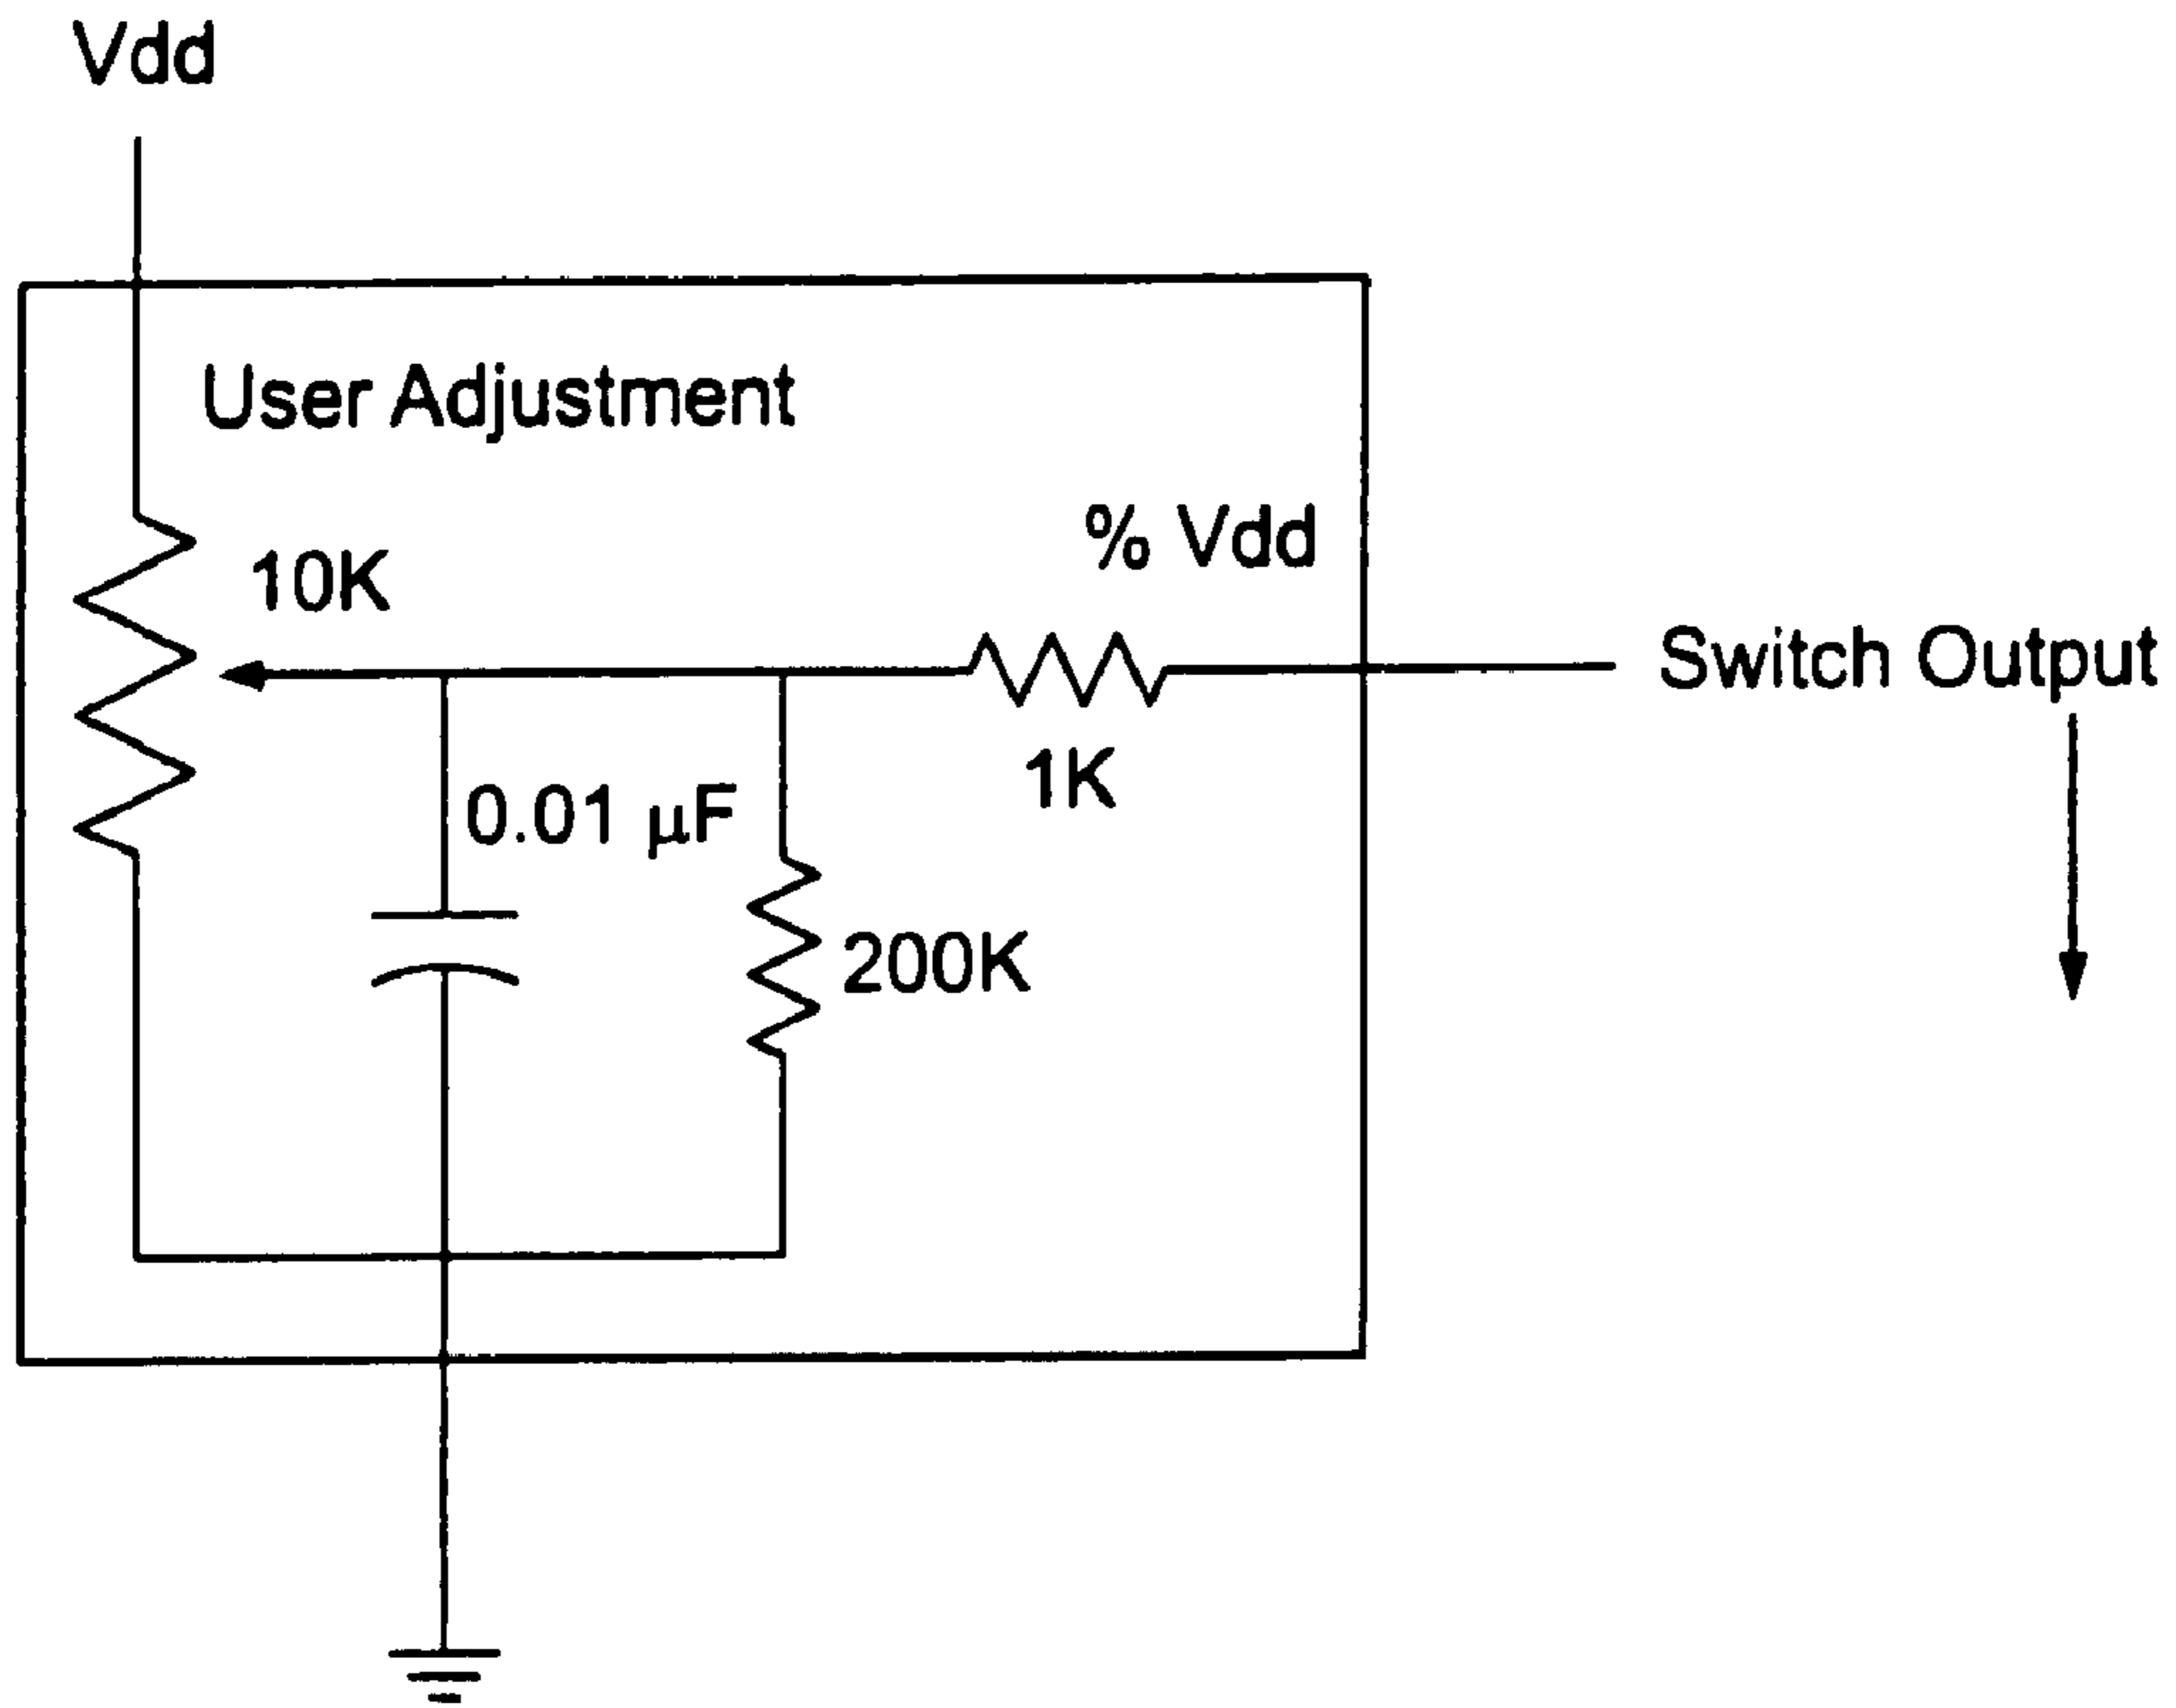 Vdd
User Adjustment
% Vdd
10K
Switch Output
1K
0.01 µF
200K